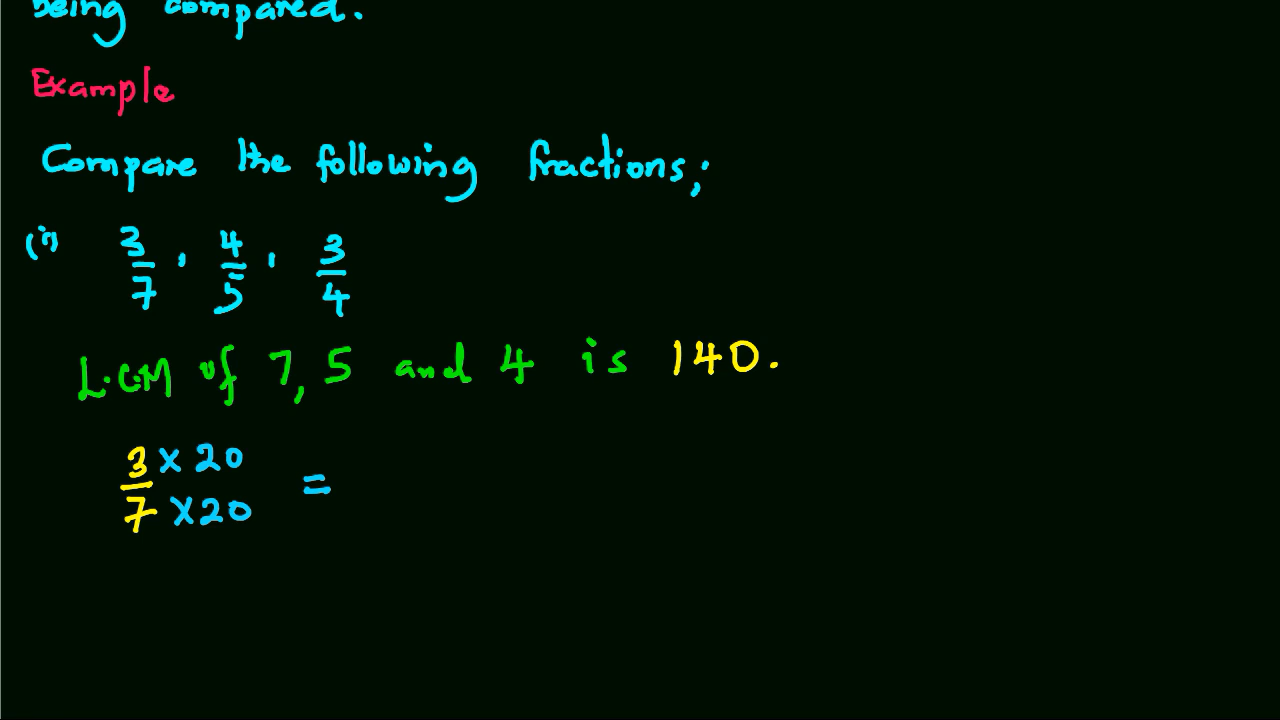 being compared.
Example
Compare the following fractions;
(i) 3/7, 4/5, 3/4
L.C.M of 7, 5 and 4 is 140.
3 × 20 / 7 × 20 =